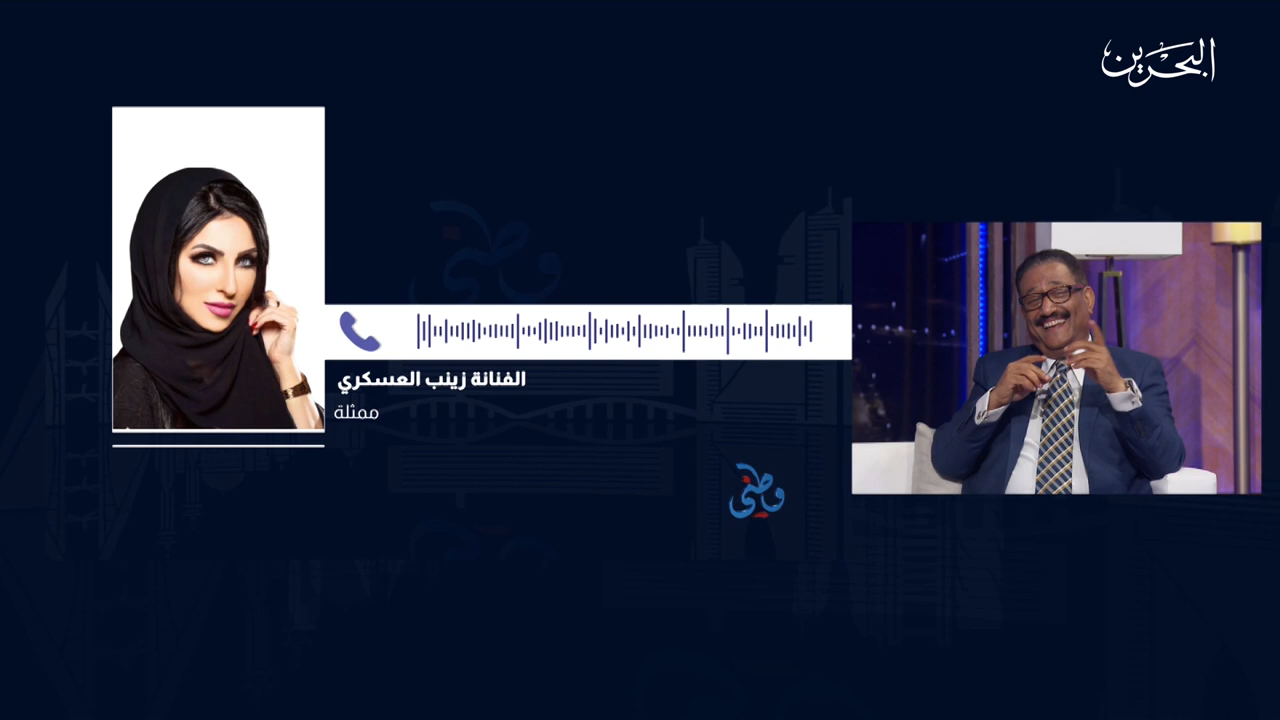 البحرين
الفنانة زينب العسكري
ممثلة
وطني